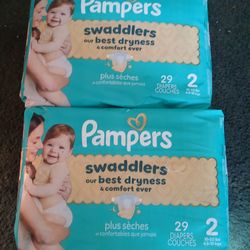 Pampers
swaddlers
our best dryness
& comfort ever
plus sèches
et confortables que jamais
29
DIAPERS
COUCHES
2
Pampers
swaddlers
our best dryness
& comfort ever
plus sèches
et confortables que jamais
29
DIAPERS
COUCHES
2